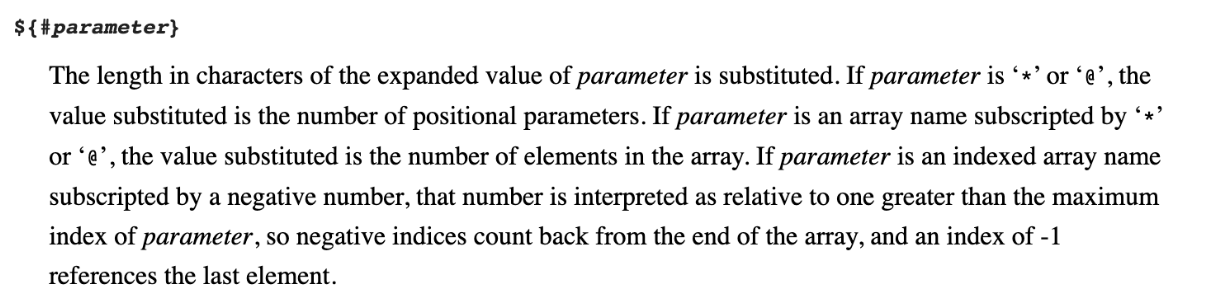 ${#parameter}
The length in characters of the expanded value of parameter is substituted. If parameter is ‘*’ or ‘@’, the
value substituted is the number of positional parameters. If parameter is an array name subscripted by ‘*’
or ‘@’, the value substituted is the number of elements in the array. If parameter is an indexed array name
subscripted by a negative number, that number is interpreted as relative to one greater than the maximum
index of parameter, so negative indices count back from the end of the array, and an index of -1
references the last element.